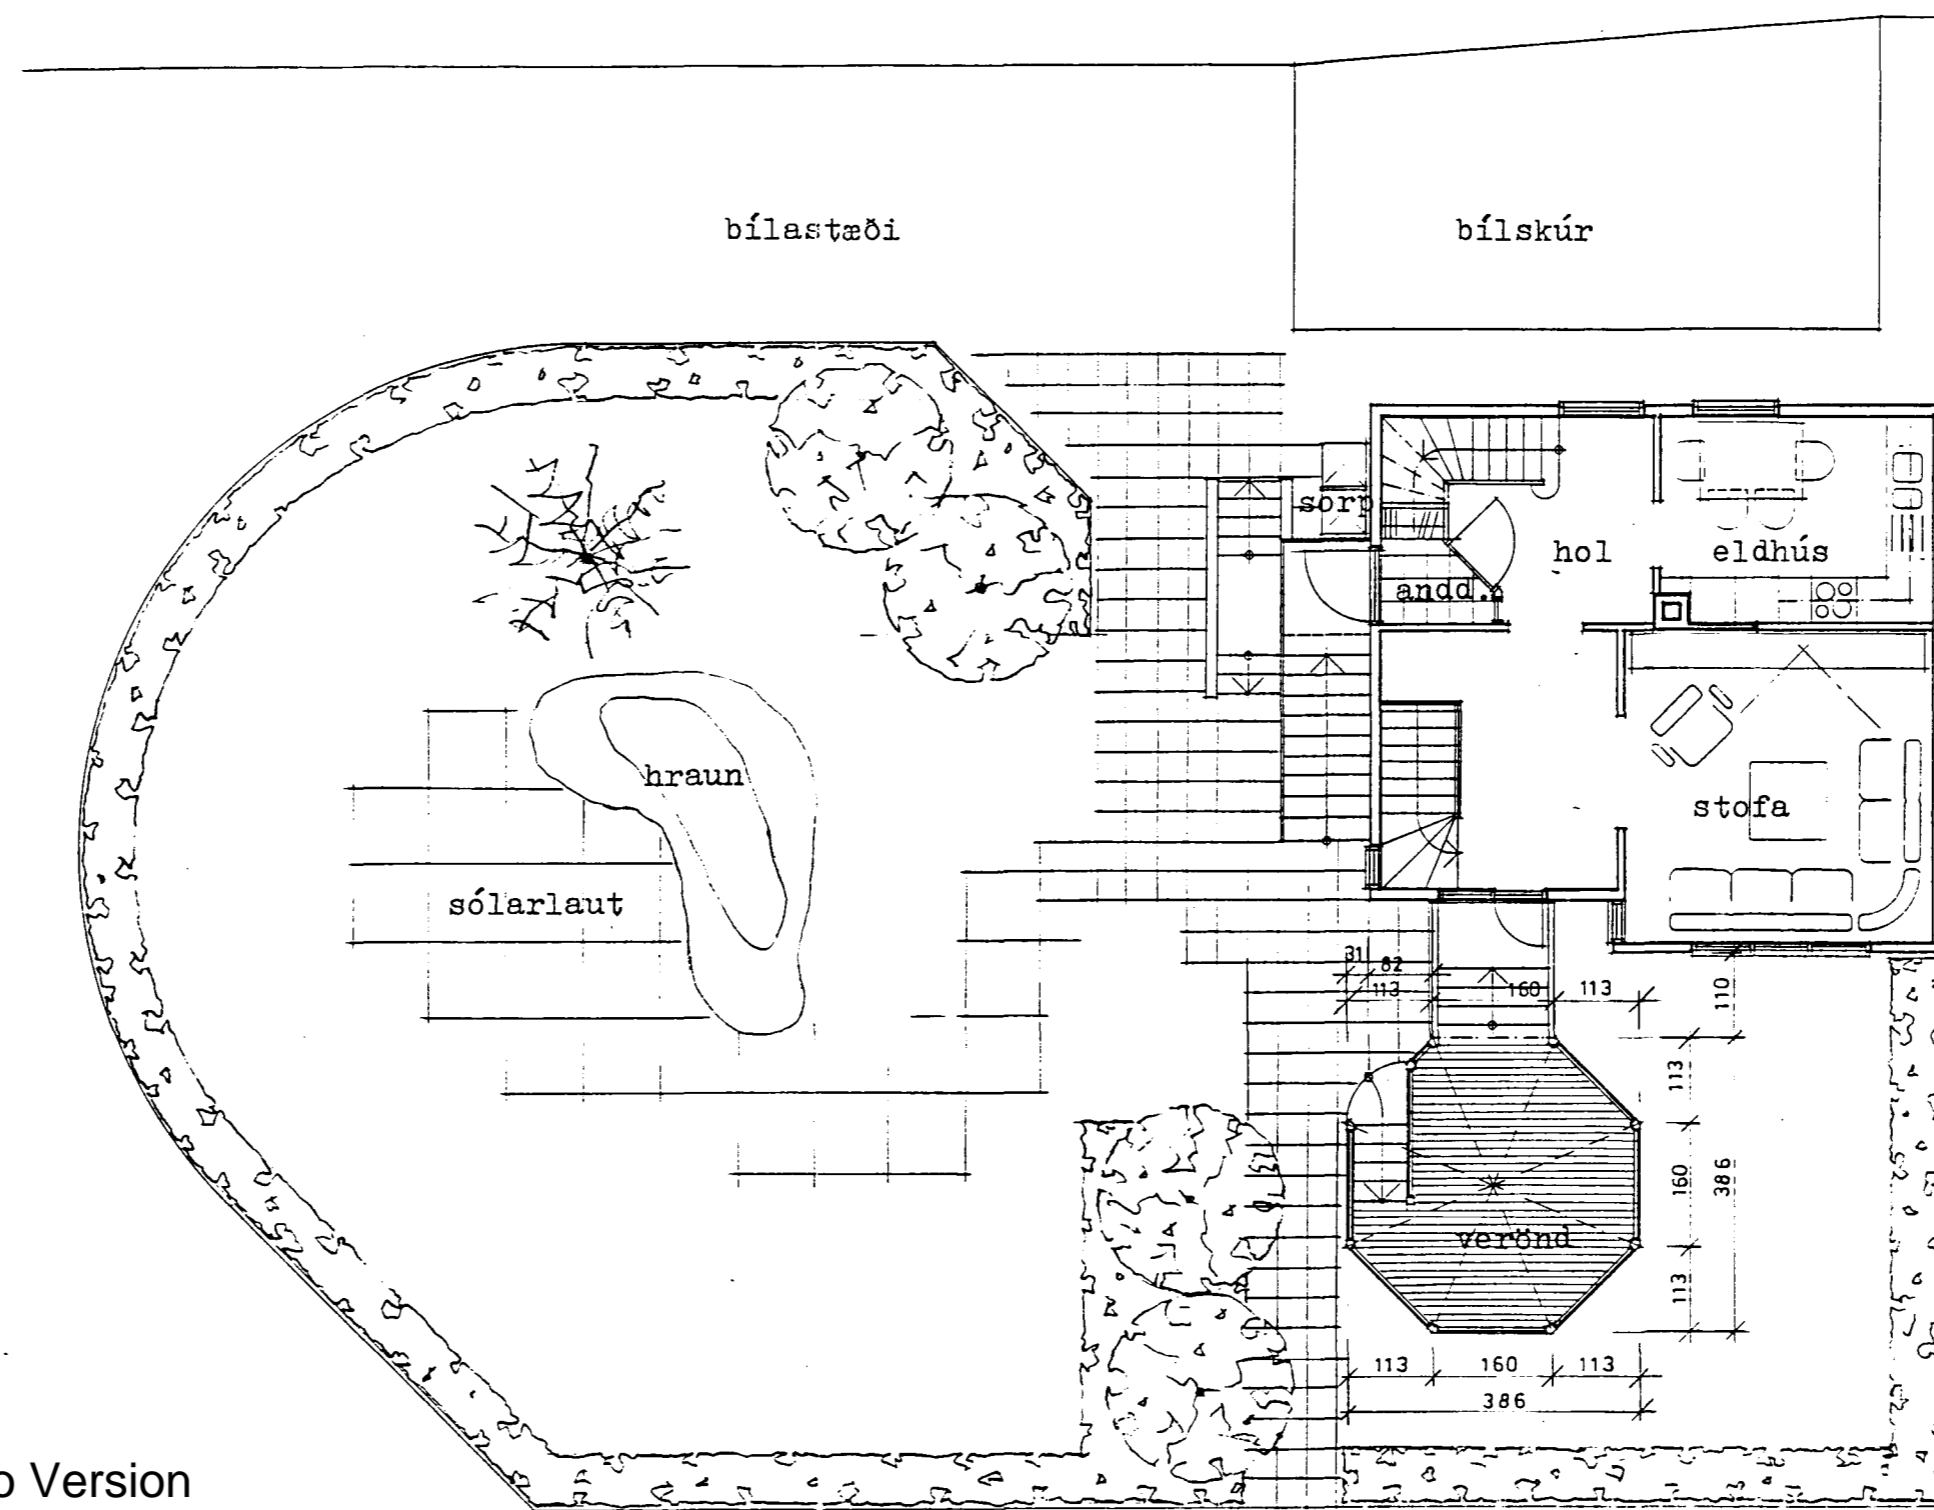 bílastæði
bílskúr
sorp
hol
eldhús
andd.
hraun
stofa
sólarlaut
31
82
113
160
113
110
113
160
386
113
verönd
113
160
113
386
o Version